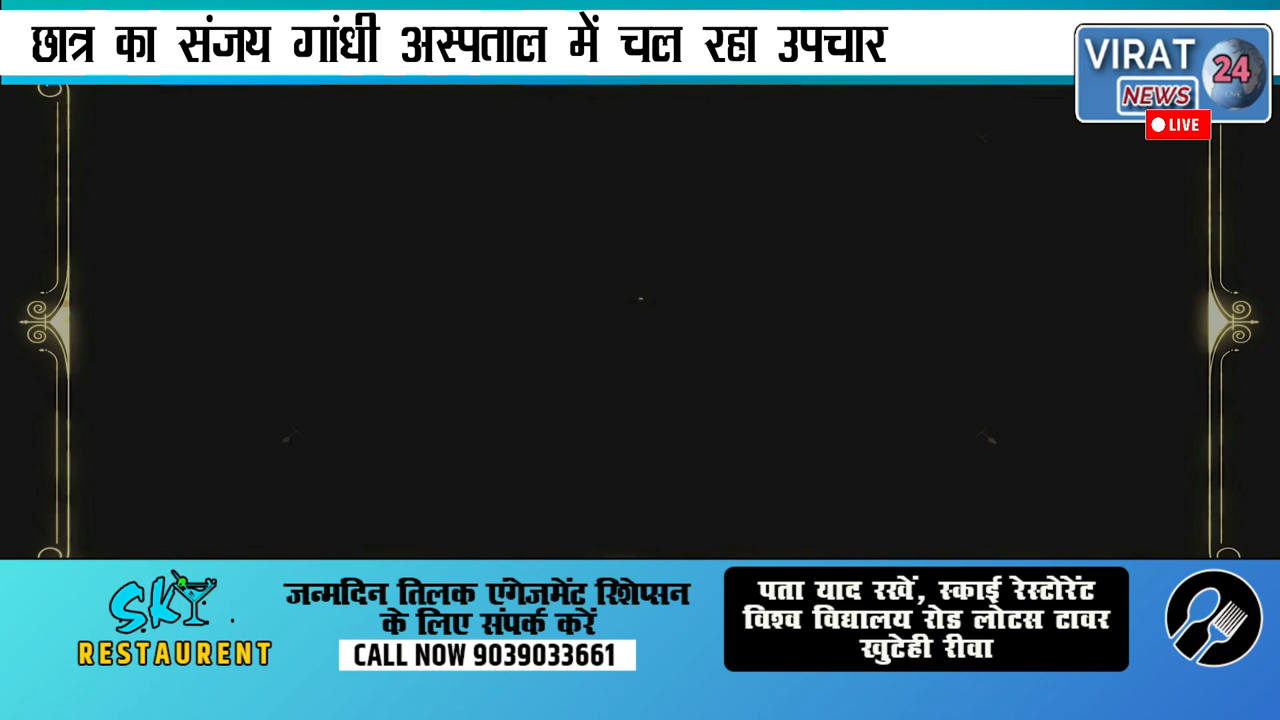 छात्र का संजय गांधी अस्पताल में चल रहा उपचार
VIRAT
24
NEWS
LIVE
SKY
RESTAURENT
जन्मदिन तिलक एंगेजमेंट रिशेप्सन
के लिए संपर्क करें
CALL NOW 9039033661
पता याद रखें, स्काई रेस्टोरेंट
विश्व विद्यालय रोड लोटस टावर
खुटेही रीवा